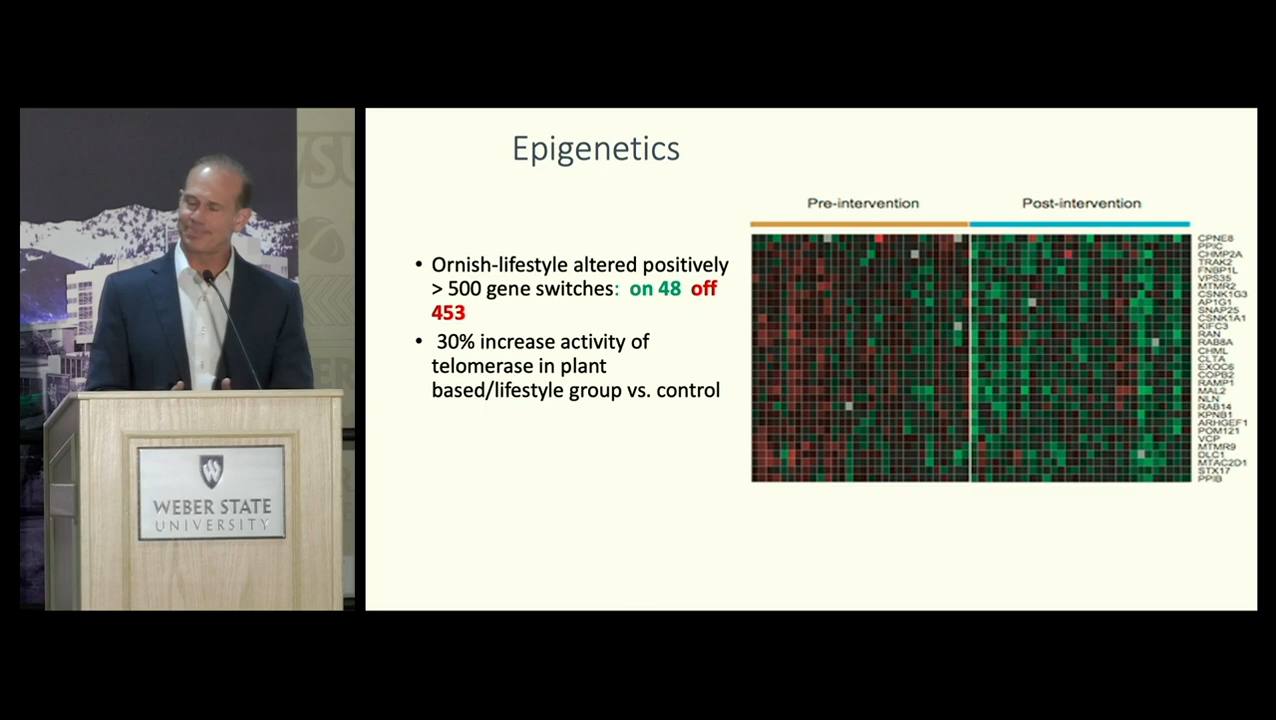 Epigenetics
• Ornish-lifestyle altered positively
> 500 gene switches: on 48 off
453
• 30% increase activity of
telomerase in plant
based/lifestyle group vs. control
Pre-intervention
Post-intervention
CPNE8
PPIC
CHMP2A
TRAK2
FNBP1L
VPS35
MTMR2
CSNK1G3
AP1G1
SNAP25
CSNK1A1
KIFC3
RAN
RAB8A
CHML
CLTA
EXOC6
COPB2
RAMP1
MAL2
NLN
RAB14
KPNB1
ARHGEF1
POM121
VCP
MTMR9
DLC1
MTAC2D1
STX17
PPIB
WEBER STATE
UNIVERSITY
WSU